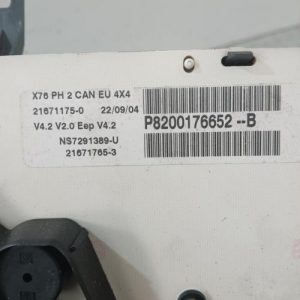 X76 PH 2 CAN EU 4X4
21671175-0 22/09/04
V4.2 V2.0 Eep V4.2
NS7291389-U
21671765-3
P8200176652--B